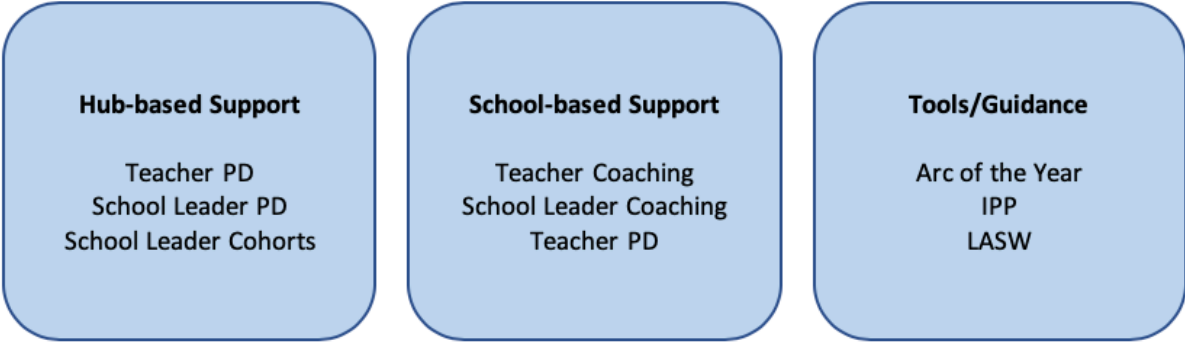 Hub-based Support
Teacher PD
School Leader PD
School Leader Cohorts
School-based Support
Teacher Coaching
School Leader Coaching
Teacher PD
Tools/Guidance
Arc of the Year
IPP
LASW